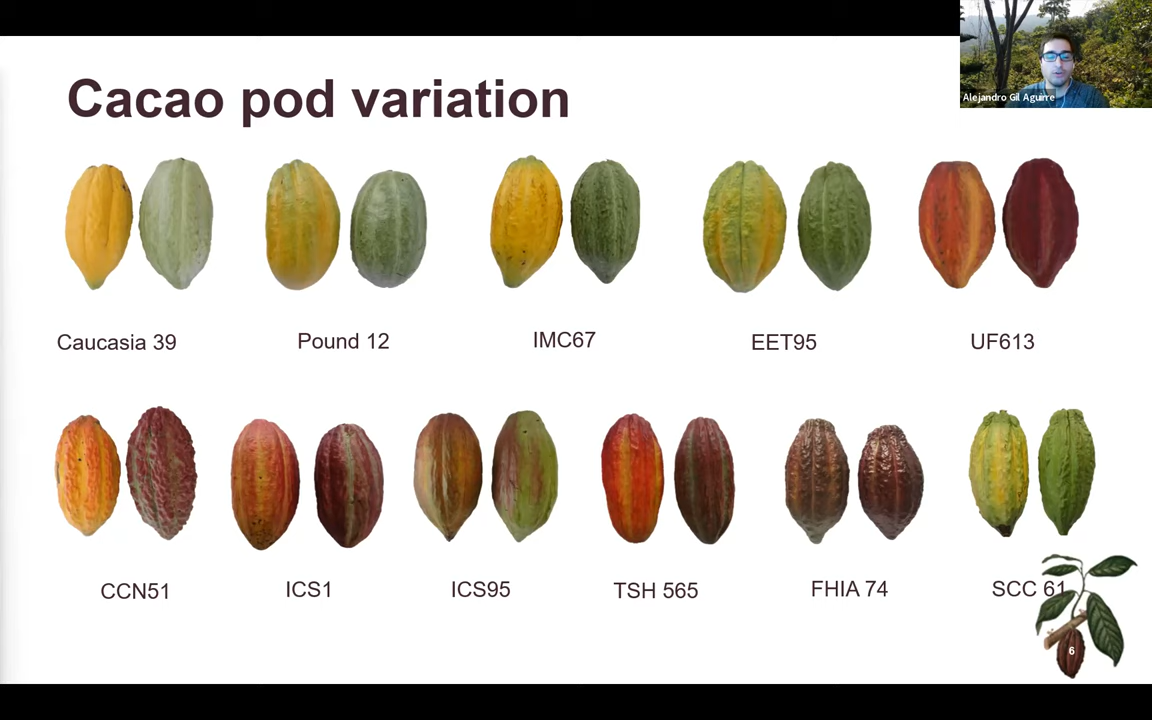 Cacao pod variation
Alejandro Gil Aguirre
Caucasia 39
Pound 12
IMC67
EET95
UF613
CCN51
ICS1
ICS95
TSH 565
FHIA 74
SCC 61
6